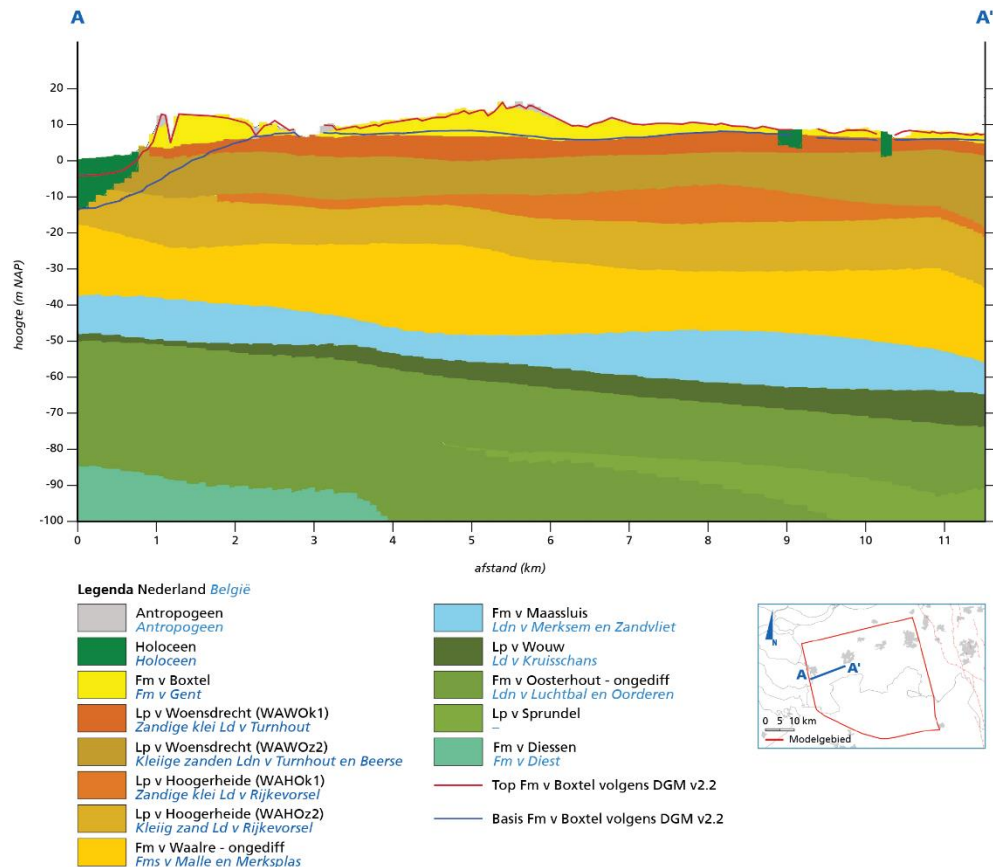 A
A'
20
10
0
-10
-20
-30
-40
-50
-60
-70
-80
-90
-100
hoogte (m NAP)
0 1 2 3 4 5 6 7 8 9 10 11
afstand (km)
Legenda Nederland België
Antropogeen
Antropogeen
Holoceen
Holoceen
Fm v Boxtel
Fm v Gent
Lp v Woensdrecht (WAWOk1)
Zandige klei Ld v Turnhout
Lp v Woensdrecht (WAWOz2)
Kleiige zanden Ldn v Turnhout en Beerse
Lp v Hoogerheide (WAHOk1)
Zandige klei Ld v Rijkevorsel
Lp v Hoogerheide (WAHOz2)
Kleiig zand Ld v Rijkevorsel
Fm v Waalre - ongediff
Fms v Malle en Merksplas
Fm v Maassluis
Ldn v Merksem en Zandvliet
Lp v Wouw
Ld v Kruisschans
Fm v Oosterhout - ongediff
Ldn v Luchtbal en Oorderen
Lp v Sprundel
–
Fm v Diessen
Fm v Diest
Top Fm v Boxtel volgens DGM v2.2
Basis Fm v Boxtel volgens DGM v2.2
N
A
A'
0 5 10 km
Modelgebied